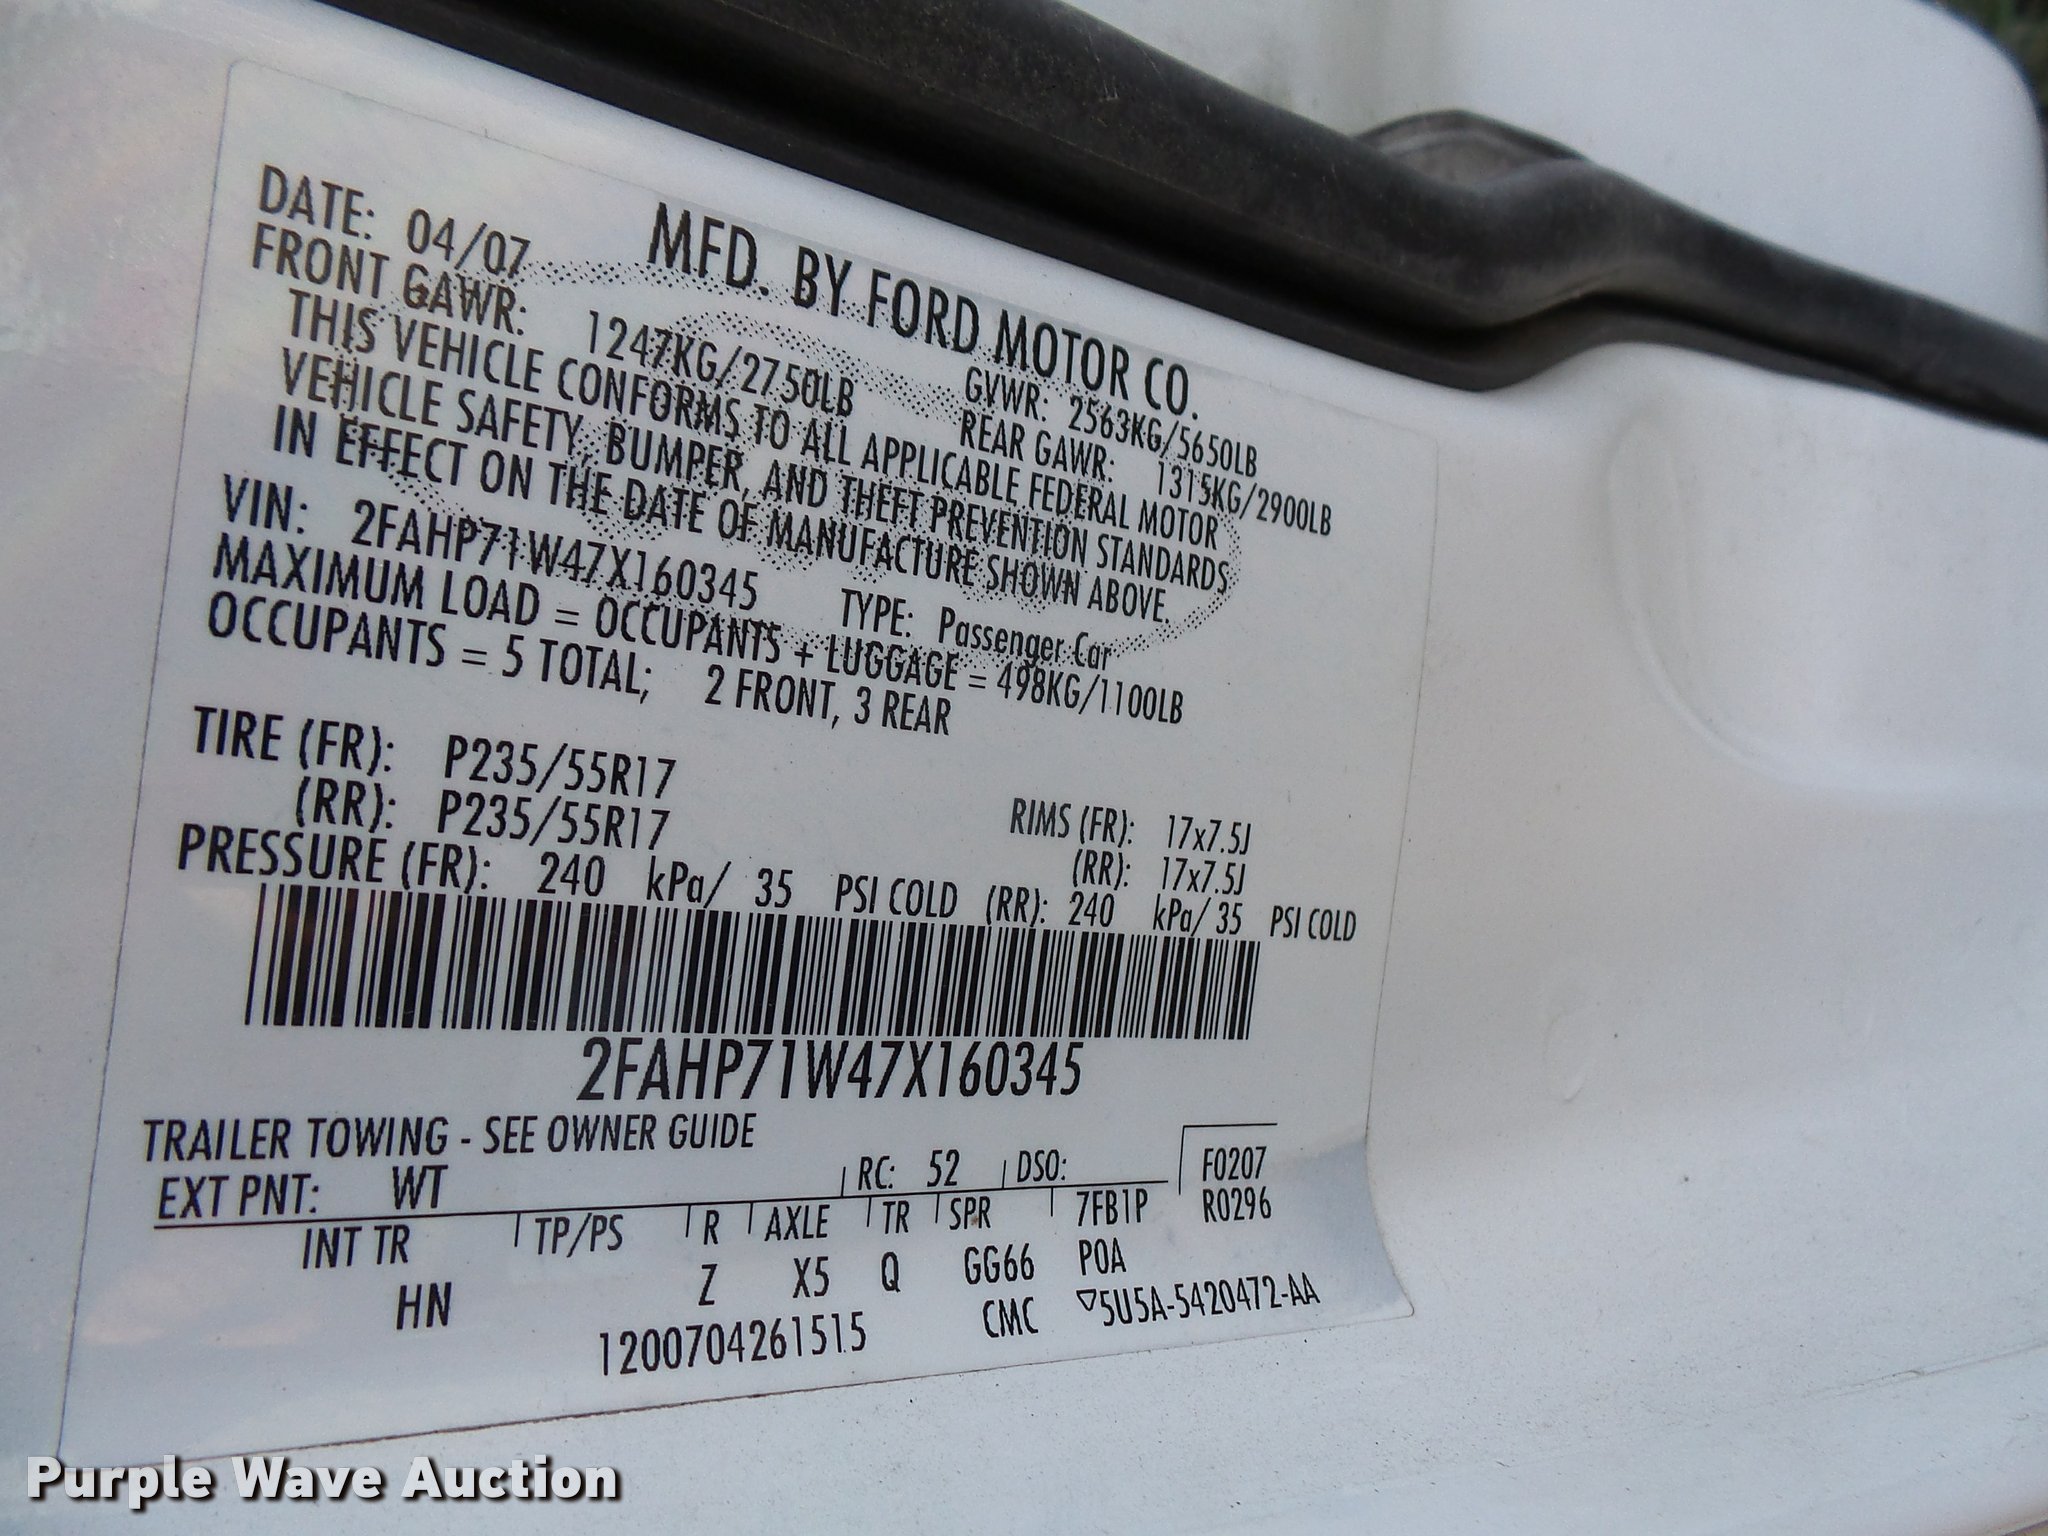 MFD. BY FORD MOTOR CO.
DATE: 04/07 GVWR: 2563KG/5650LB
FRONT GAWR: 1247KG/2750LB REAR GAWR: 1315KG/2900LB
THIS VEHICLE CONFORMS TO ALL APPLICABLE FEDERAL MOTOR
VEHICLE SAFETY, BUMPER, AND THEFT PREVENTION STANDARDS
IN EFFECT ON THE DATE OF MANUFACTURE SHOWN ABOVE.
VIN: 2FAHP71W47X160345 TYPE: Passenger Car
MAXIMUM LOAD = OCCUPANTS + LUGGAGE = 498KG/1100LB
OCCUPANTS = 5 TOTAL; 2 FRONT, 3 REAR
TIRE (FR): P235/55R17 RIMS (FR): 17x7.5J
(RR): P235/55R17 (RR): 17x7.5J
PRESSURE (FR): 240 kPa/ 35 PSI COLD (RR): 240 kPa/ 35 PSI COLD
2FAHP71W47X160345
TRAILER TOWING - SEE OWNER GUIDE
EXT PNT: WT RC: 52 DSO: F0207
INT TR TP/PS R AXLE TR SPR 7FB1P R0296
HN Z X5 Q GG66 POA
1200704261515 CMC ▽5U5A-5420472-AA
Purple Wave Auction